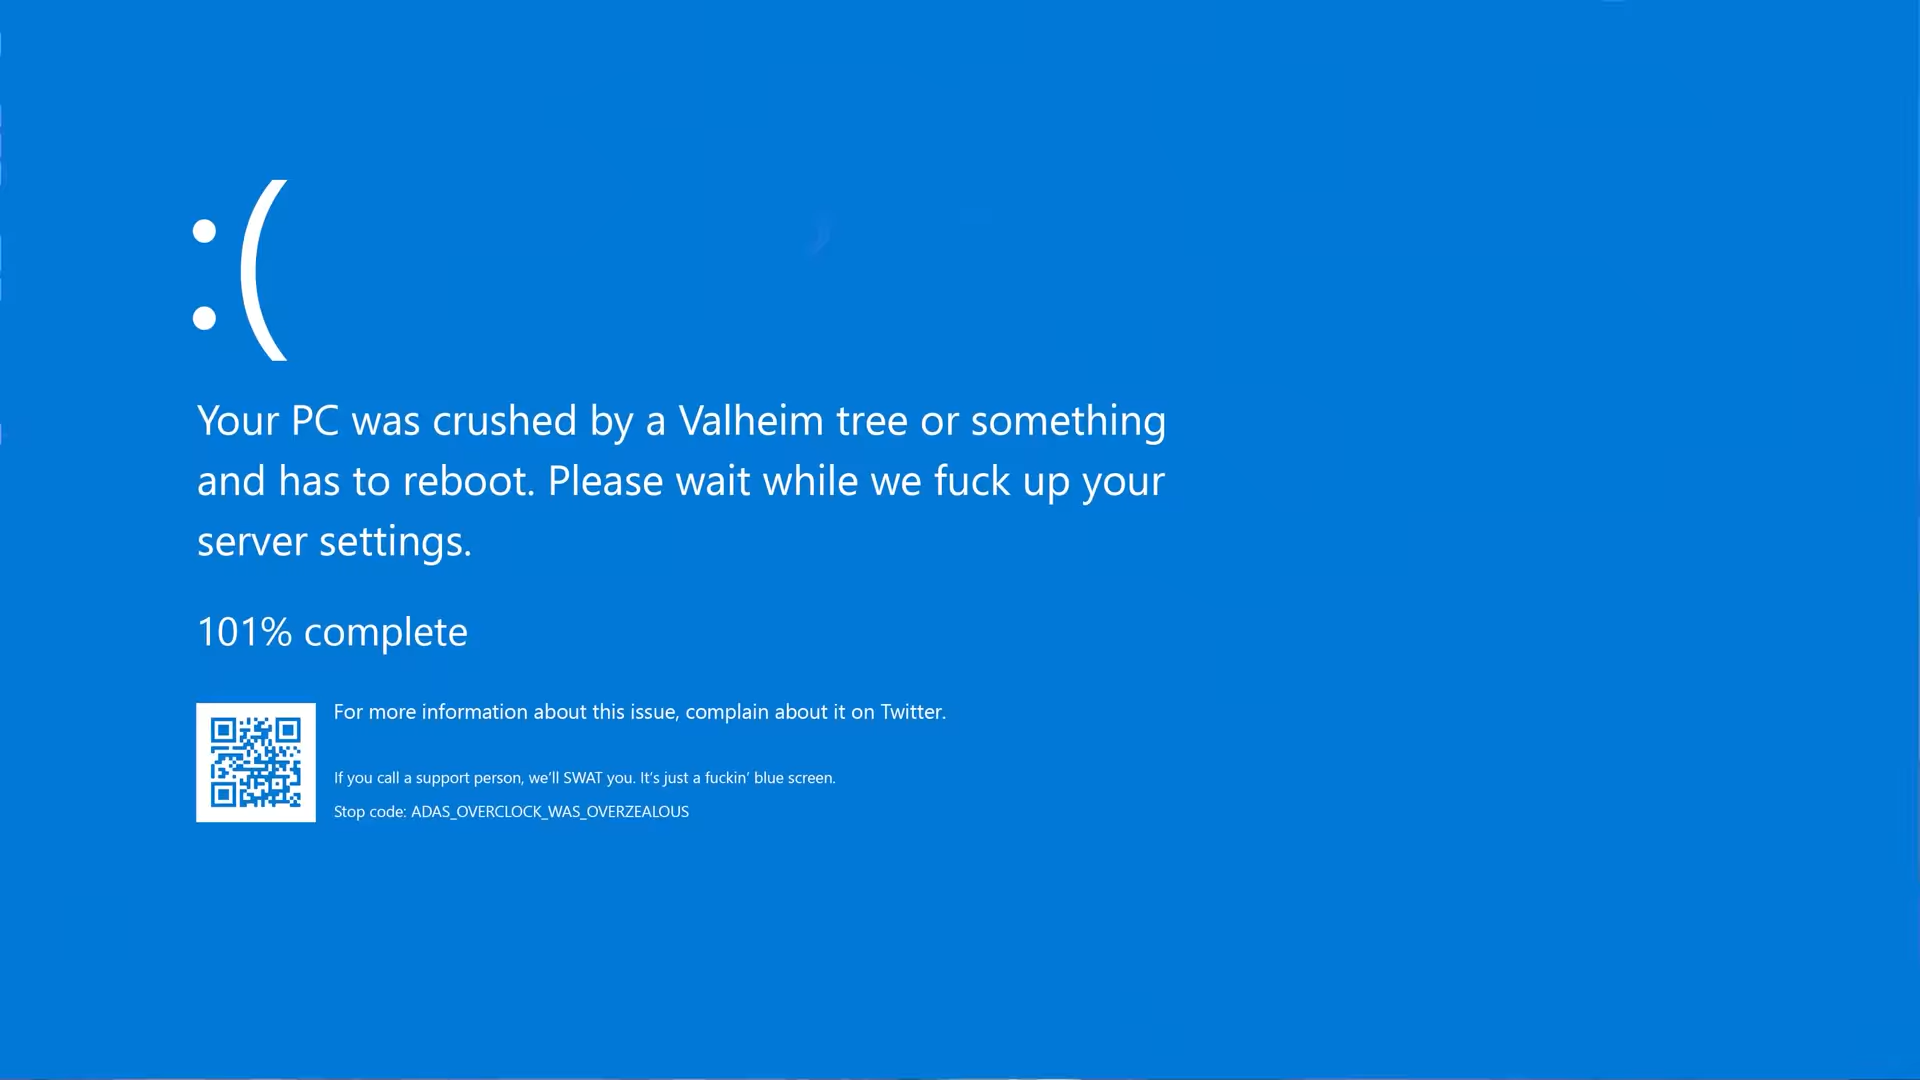 :(
Your PC was crushed by a Valheim tree or something
and has to reboot. Please wait while we fuck up your
server settings.
101% complete
For more information about this issue, complain about it on Twitter.
If you call a support person, we’ll SWAT you. It’s just a fuckin’ blue screen.
Stop code: ADAS_OVERCLOCK_WAS_OVERZEALOUS